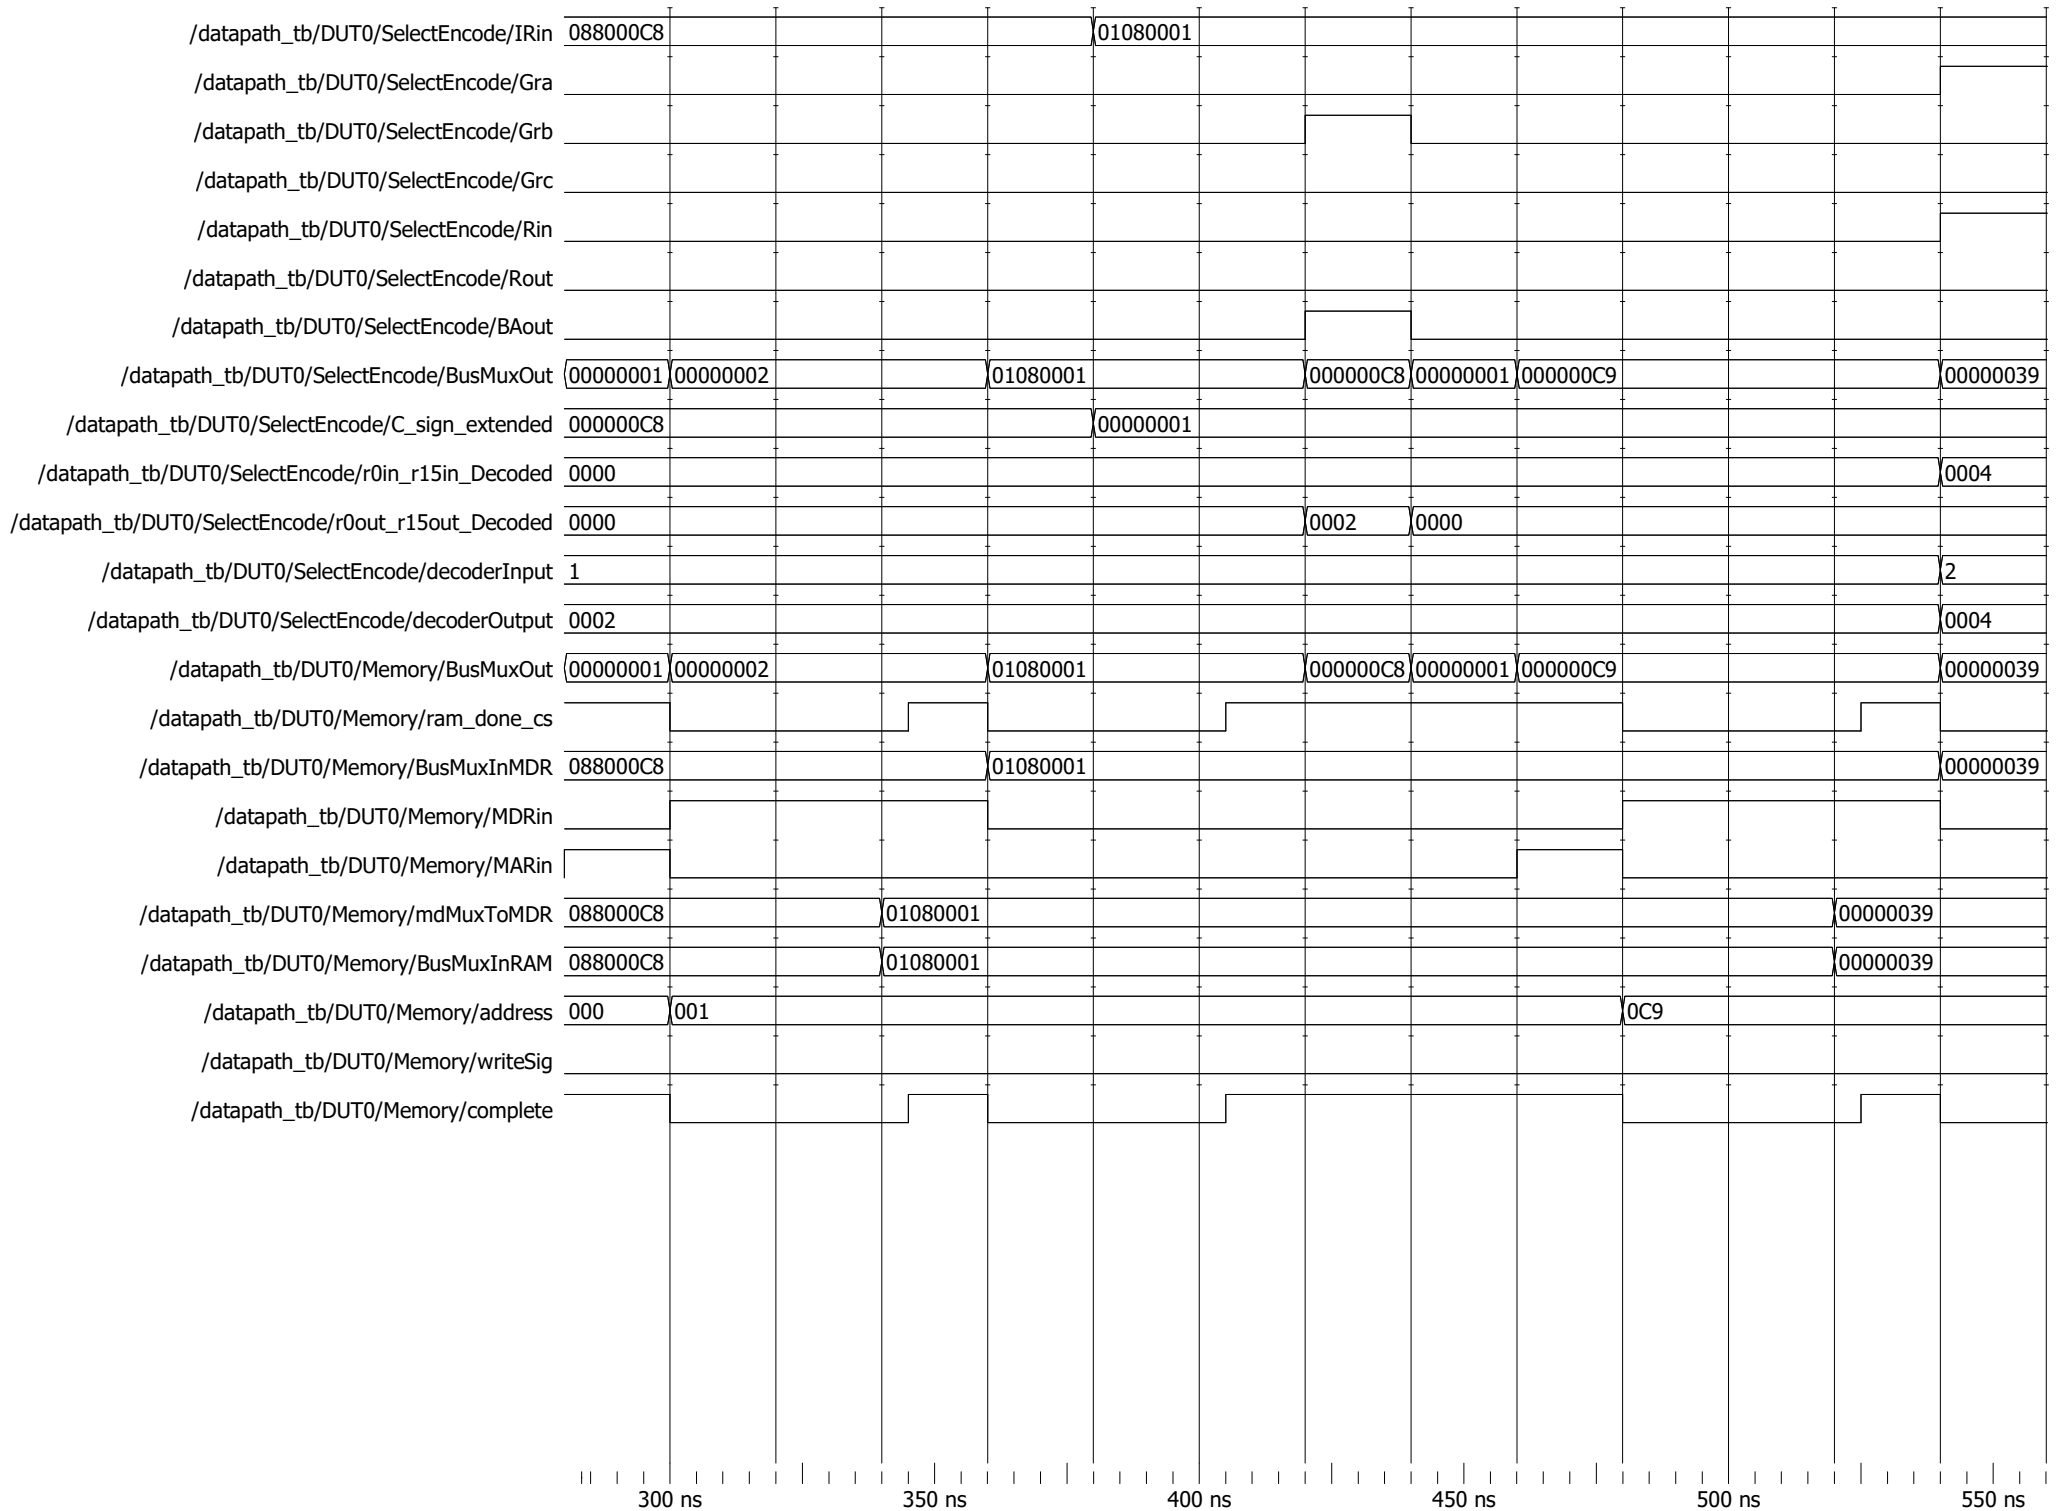 /datapath_tb/DUT0/SelectEncode/IRin 088000C8 01080001
/datapath_tb/DUT0/SelectEncode/Gra
/datapath_tb/DUT0/SelectEncode/Grb
/datapath_tb/DUT0/SelectEncode/Grc
/datapath_tb/DUT0/SelectEncode/Rin
/datapath_tb/DUT0/SelectEncode/Rout
/datapath_tb/DUT0/SelectEncode/BAout
/datapath_tb/DUT0/SelectEncode/BusMuxOut 00000001 00000002 01080001 000000C8 00000001 000000C9 00000039
/datapath_tb/DUT0/SelectEncode/C_sign_extended 000000C8 00000001
/datapath_tb/DUT0/SelectEncode/r0in_r15in_Decoded 0000 0004
/datapath_tb/DUT0/SelectEncode/r0out_r15out_Decoded 0000 0002 0000
/datapath_tb/DUT0/SelectEncode/decoderInput 1 2
/datapath_tb/DUT0/SelectEncode/decoderOutput 0002 0004
/datapath_tb/DUT0/Memory/BusMuxOut 00000001 00000002 01080001 000000C8 00000001 000000C9 00000039
/datapath_tb/DUT0/Memory/ram_done_cs
/datapath_tb/DUT0/Memory/BusMuxInMDR 088000C8 01080001 00000039
/datapath_tb/DUT0/Memory/MDRin
/datapath_tb/DUT0/Memory/MARin
/datapath_tb/DUT0/Memory/mdMuxToMDR 088000C8 01080001 00000039
/datapath_tb/DUT0/Memory/BusMuxInRAM 088000C8 01080001 00000039
/datapath_tb/DUT0/Memory/address 000 001 0C9
/datapath_tb/DUT0/Memory/writeSig
/datapath_tb/DUT0/Memory/complete
300 ns 350 ns 400 ns 450 ns 500 ns 550 ns